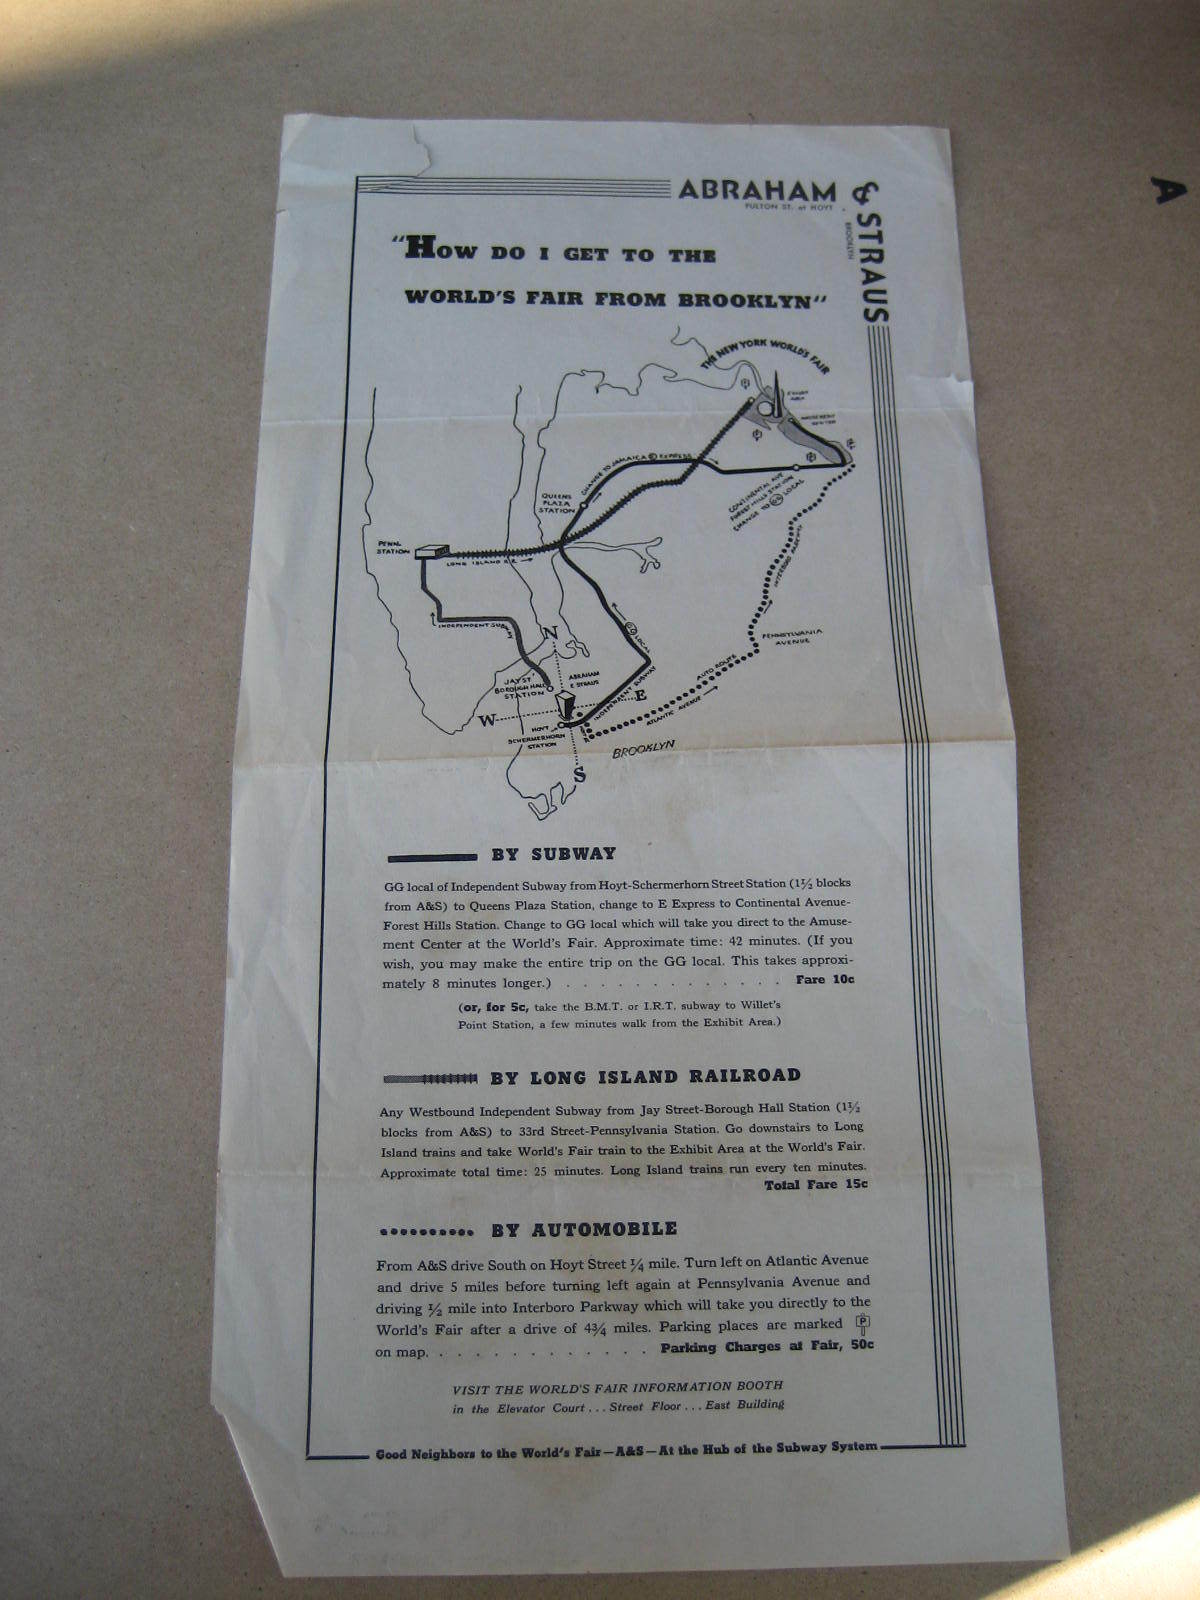 ABRAHAM
& STRAUS
FULTON ST. at HOYT
BROOKLYN
"HOW DO I GET TO THE
WORLD'S FAIR FROM BROOKLYN"
THE NEW YORK WORLD'S FAIR
EXHIBIT AREA
AMUSEMENT CENTER
CHANGE TO JAMAICA E EXPRESS
QUEENS
PLAZA
STATION
CONTINENTAL AVE
FOREST HILLS STATION
CHANGE TO GG LOCAL
PENN.
STATION
LONG ISLAND R.R.
INTERBORO PARKWAY
INDEPENDENT SUBWAY
GG LOCAL
N
PENNSYLVANIA
AVENUE
JAY ST
BOROUGH HALL
STATION
ABRAHAM
& STRAUS
INDEPENDENT SUBWAY
AUTO ROUTE
ATLANTIC AVENUE
E
W
HOYT
SCHERMERHORN
STATION
BROOKLYN
S
BY SUBWAY
GG local of Independent Subway from Hoyt-Schermerhorn Street Station (1½ blocks
from A&S) to Queens Plaza Station, change to E Express to Continental Avenue-
Forest Hills Station. Change to GG local which will take you direct to the Amuse-
ment Center at the World's Fair. Approximate time: 42 minutes. (If you
wish, you may make the entire trip on the GG local. This takes approxi-
mately 8 minutes longer.) . . . . . . . . . . . . . Fare 10c
(or, for 5c, take the B.M.T. or I.R.T. subway to Willet's
Point Station, a few minutes walk from the Exhibit Area.)
BY LONG ISLAND RAILROAD
Any Westbound Independent Subway from Jay Street-Borough Hall Station (1½
blocks from A&S) to 33rd Street-Pennsylvania Station. Go downstairs to Long
Island trains and take World's Fair train to the Exhibit Area at the World's Fair.
Approximate total time: 25 minutes. Long Island trains run every ten minutes.
Total Fare 15c
BY AUTOMOBILE
From A&S drive South on Hoyt Street ¼ mile. Turn left on Atlantic Avenue
and drive 5 miles before turning left again at Pennsylvania Avenue and
driving ½ mile into Interboro Parkway which will take you directly to the
World's Fair after a drive of 4¾ miles. Parking places are marked P
on map. . . . . . . . . . . . . Parking Charges at Fair, 50c
VISIT THE WORLD'S FAIR INFORMATION BOOTH
in the Elevator Court . . . Street Floor . . . East Building
Good Neighbors to the World's Fair—A&S—At the Hub of the Subway System
A